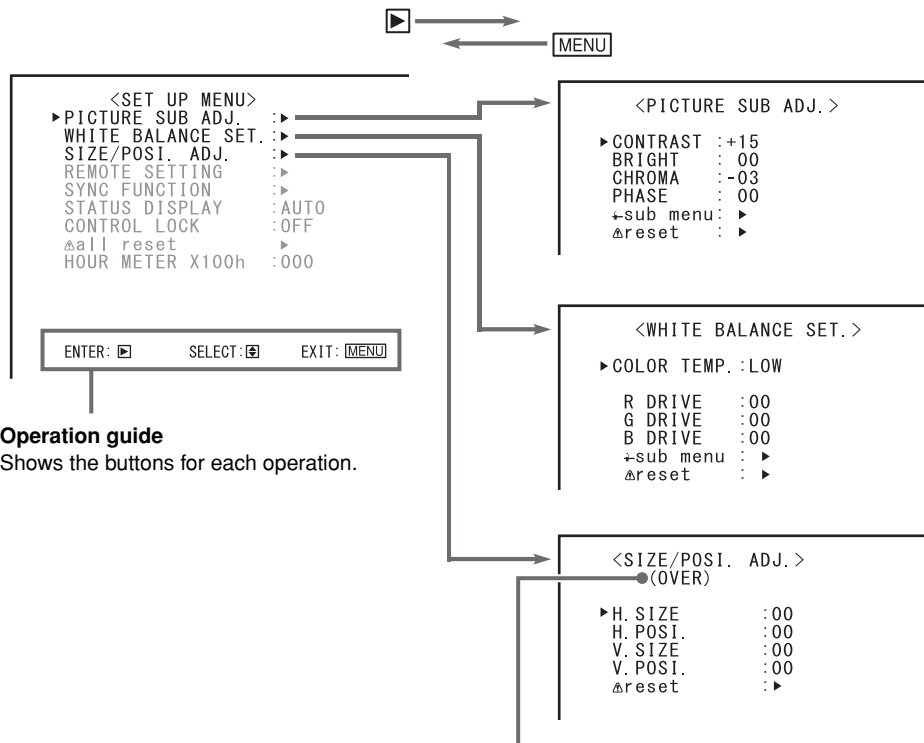 ▶
MENU
<SET UP MENU>
▶PICTURE SUB ADJ. :▶
WHITE BALANCE SET. :▶
SIZE/POSI. ADJ. :▶
REMOTE SETTING :▶
SYNC FUNCTION :▶
STATUS DISPLAY :AUTO
CONTROL LOCK :OFF
⚠all reset ▶
HOUR METER X100h :000
ENTER: ▶ SELECT: ⬍ EXIT: MENU
Operation guide
Shows the buttons for each operation.
<PICTURE SUB ADJ.>
▶CONTRAST :+15
BRIGHT : 00
CHROMA :-03
PHASE : 00
←sub menu: ▶
⚠reset : ▶
<WHITE BALANCE SET.>
▶COLOR TEMP. :LOW
R DRIVE :00
G DRIVE :00
B DRIVE :00
←sub menu : ▶
⚠reset : ▶
<SIZE/POSI. ADJ.>
(OVER)
▶H. SIZE :00
H. POSI. :00
V. SIZE :00
V. POSI. :00
⚠reset :▶